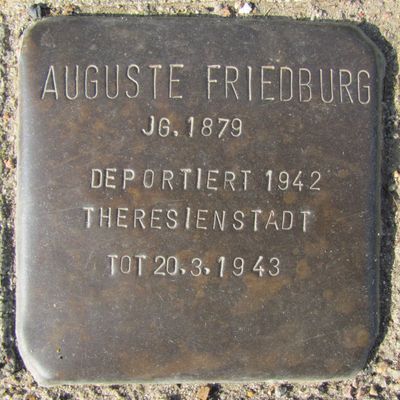 AUGUSTE FRIEDBURG
JG. 1879
DEPORTIERT 1942
THERESIENSTADT
TOT 20.3.1943